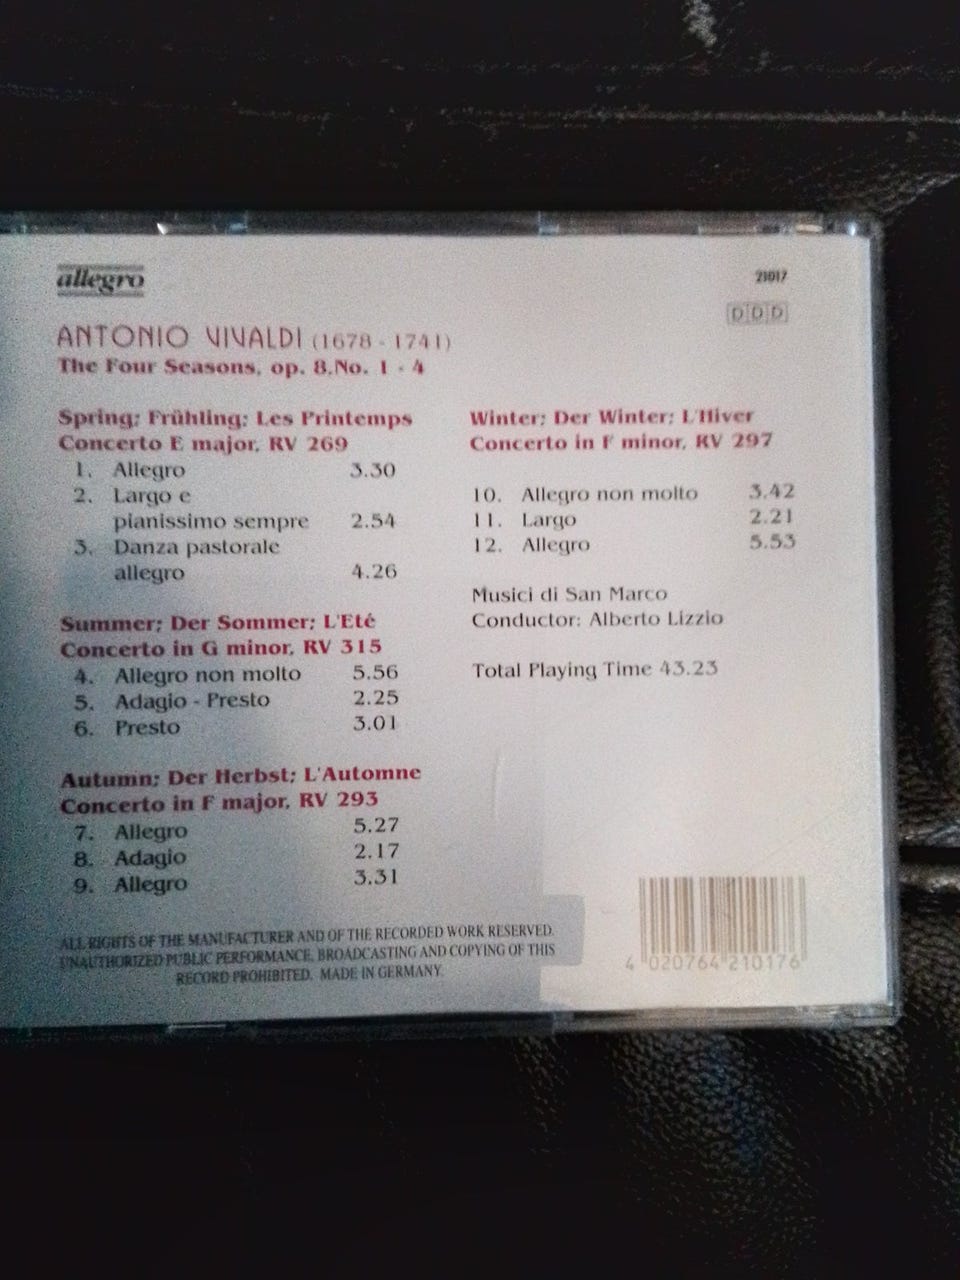 allegro
21017
DDD
ANTONIO VIVALDI (1678 - 1741)
The Four Seasons, op. 8,No. 1 - 4
Spring; Frühling; Les Printemps
Concerto E major, RV 269
1. Allegro 3.30
2. Largo e
pianissimo sempre 2.54
3. Danza pastorale
allegro 4.26
Summer; Der Sommer; L'Eté
Concerto in G minor, RV 315
4. Allegro non molto 5.56
5. Adagio - Presto 2.25
6. Presto 3.01
Autumn; Der Herbst; L'Automne
Concerto in F major, RV 293
7. Allegro 5.27
8. Adagio 2.17
9. Allegro 3.31
Winter; Der Winter; L'Hiver
Concerto in F minor, RV 297
10. Allegro non molto 3.42
11. Largo 2.21
12. Allegro 5.53
Musici di San Marco
Conductor: Alberto Lizzio
Total Playing Time 43.23
ALL RIGHTS OF THE MANUFACTURER AND OF THE RECORDED WORK RESERVED.
UNAUTHORIZED PUBLIC PERFORMANCE, BROADCASTING AND COPYING OF THIS
RECORD PROHIBITED. MADE IN GERMANY.
4 020764 210176